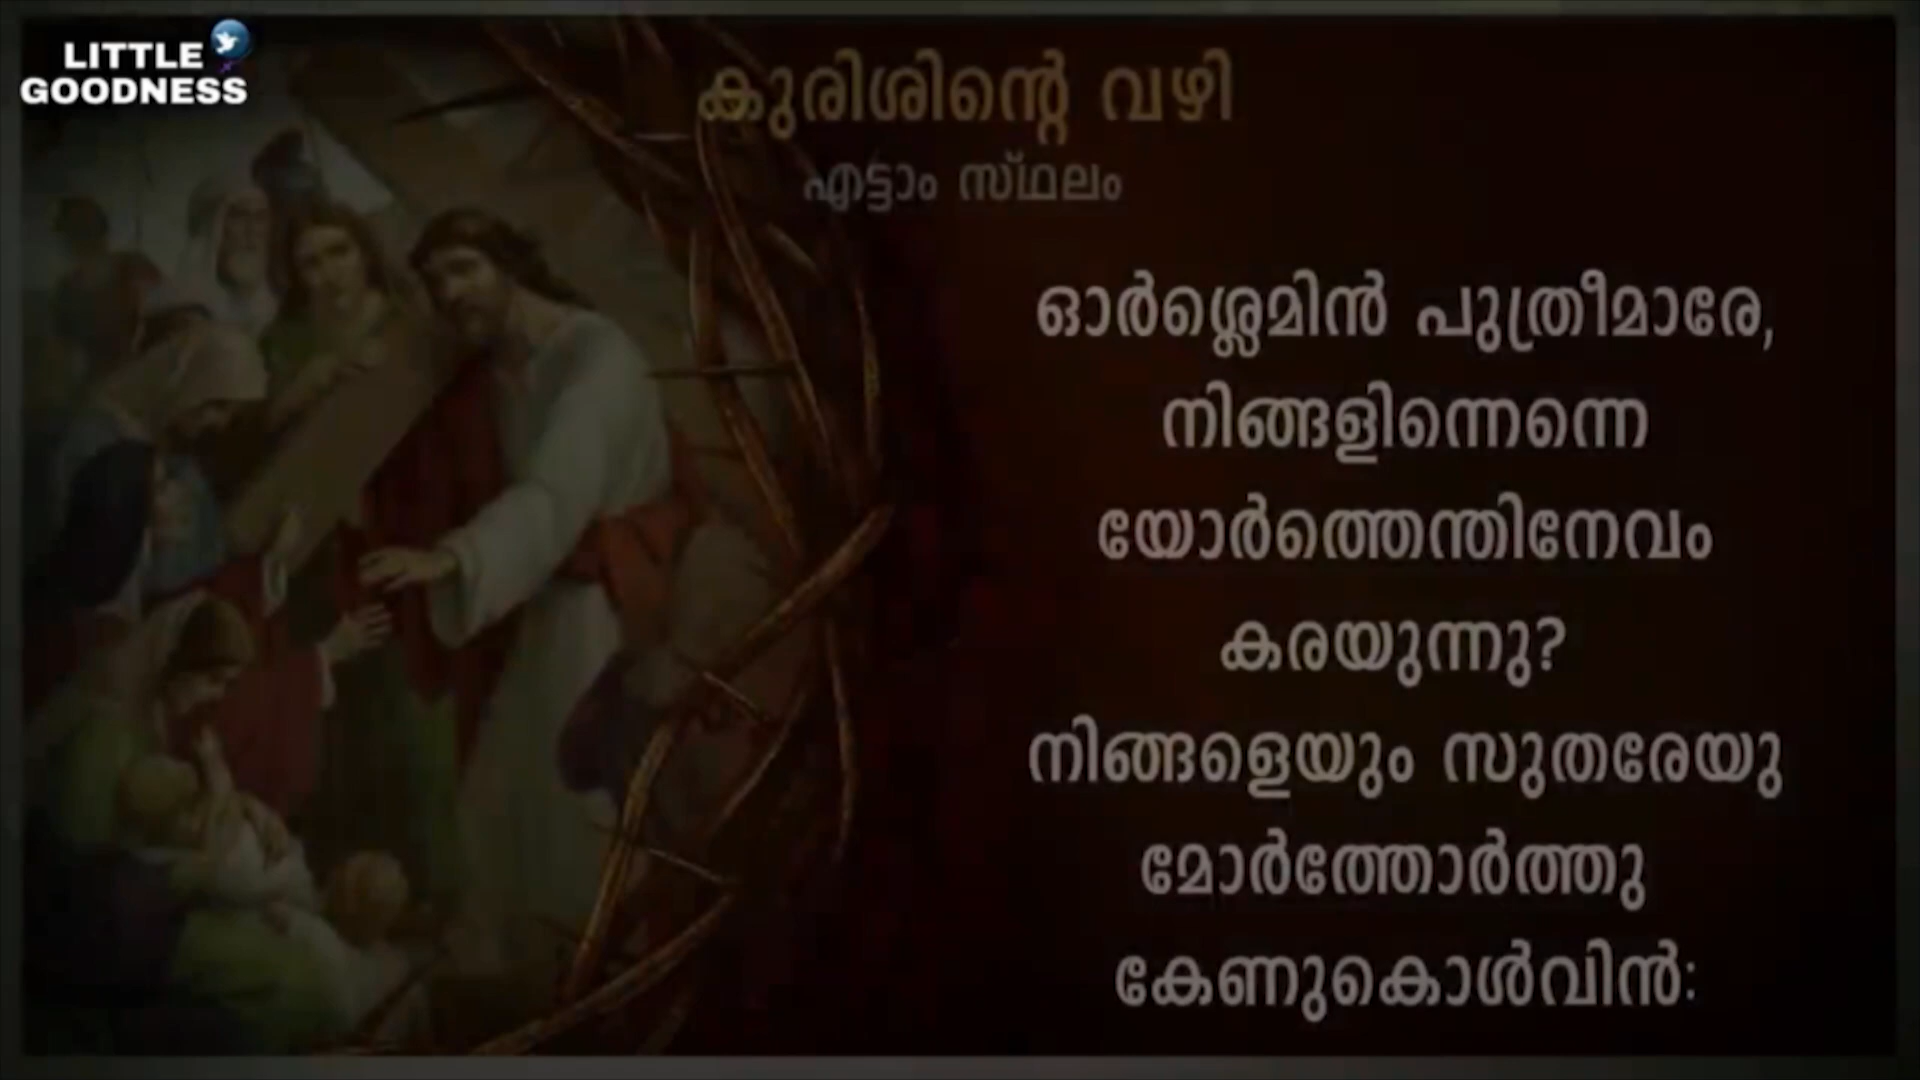 LITTLE
GOODNESS
കുരിശിന്റെ വഴി
എട്ടാം സ്ഥലം
ഓർശ്ലെമിൻ പുത്രീമാരേ,
നിങ്ങളിന്നെന്നെ
യോർത്തെന്തിനേവം
കരയുന്നു?
നിങ്ങളെയും സുതരേയു
മോർത്തോർത്തു
കേണുകൊൾവിൻ: